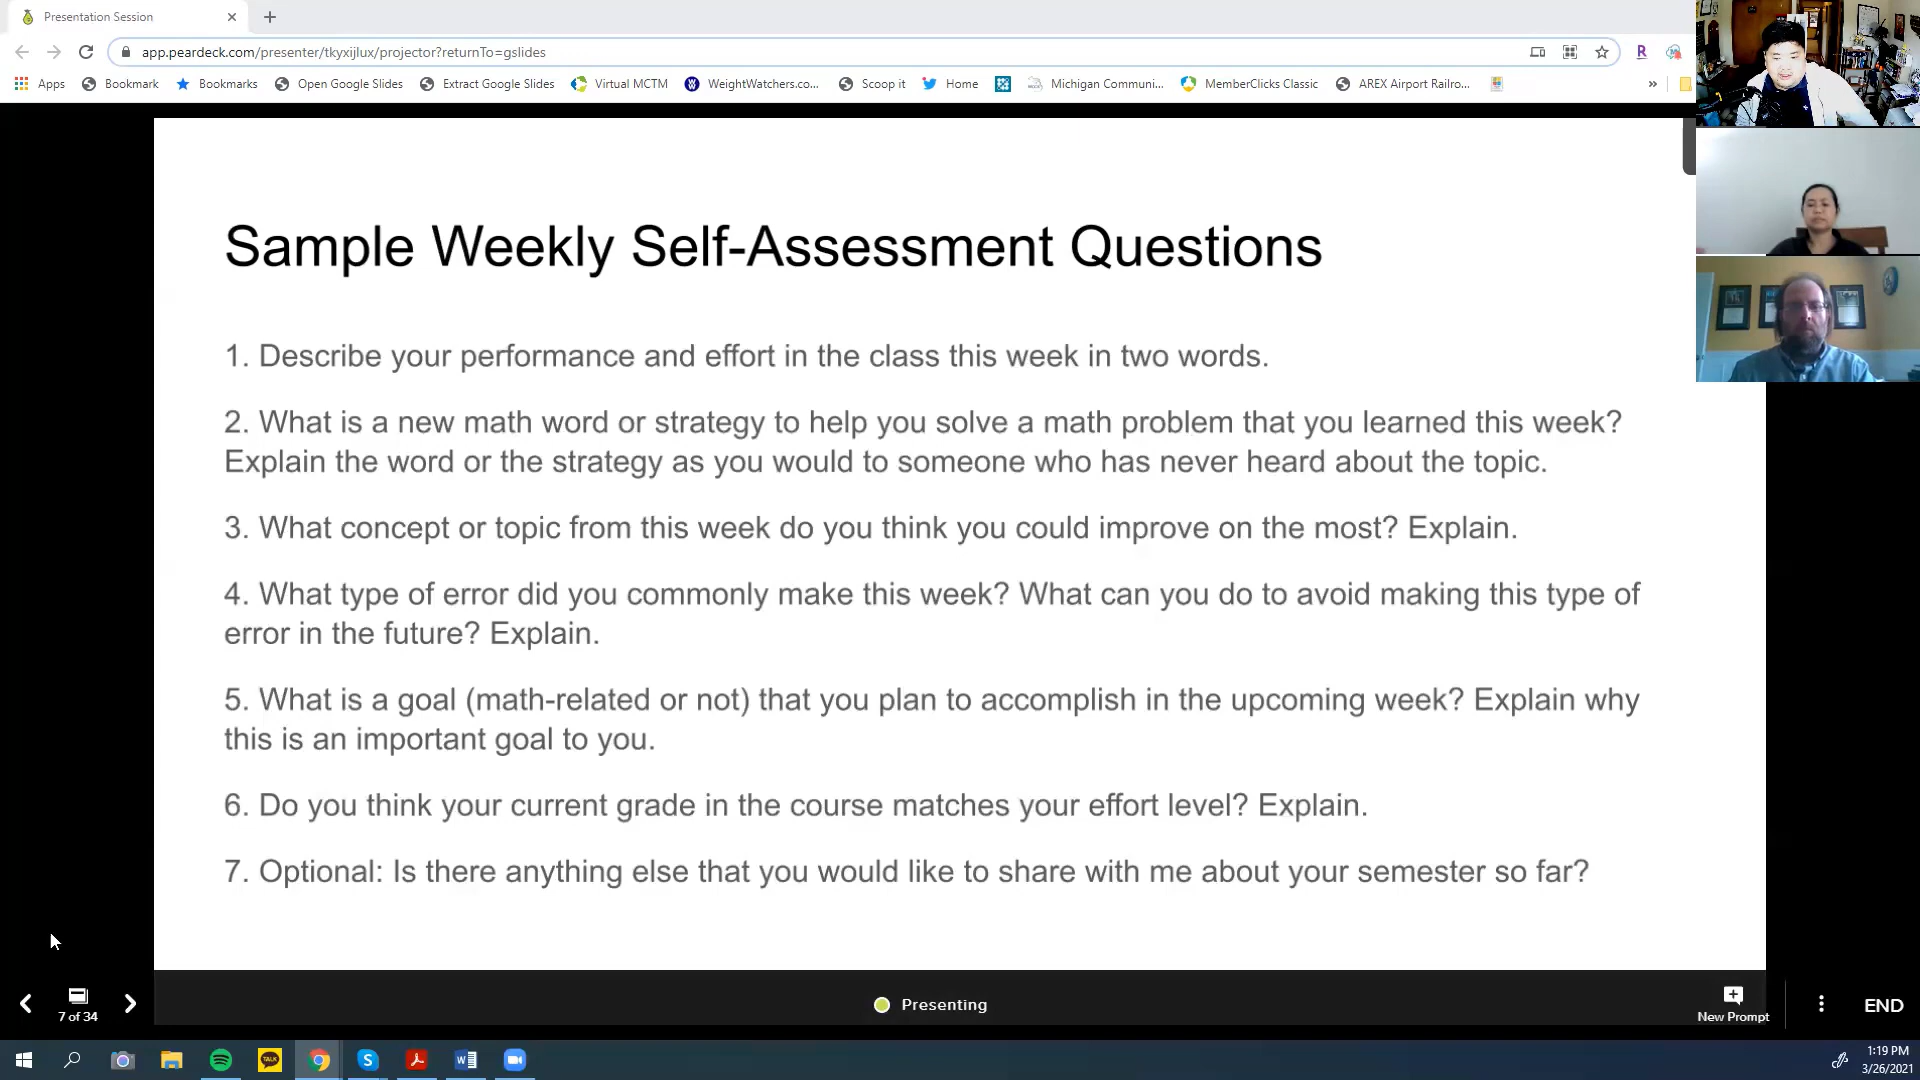 Presentation Session
app.peardeck.com/presenter/tkyxijlux/projector?returnTo=gslides
Apps Bookmark Bookmarks Open Google Slides Extract Google Slides Virtual MCTM WeightWatchers.co... Scoop it Home Michigan Communi... MemberClicks Classic AREX Airport Railro... »
Sample Weekly Self-Assessment Questions
1. Describe your performance and effort in the class this week in two words.
2. What is a new math word or strategy to help you solve a math problem that you learned this week?
Explain the word or the strategy as you would to someone who has never heard about the topic.
3. What concept or topic from this week do you think you could improve on the most? Explain.
4. What type of error did you commonly make this week? What can you do to avoid making this type of
error in the future? Explain.
5. What is a goal (math-related or not) that you plan to accomplish in the upcoming week? Explain why
this is an important goal to you.
6. Do you think your current grade in the course matches your effort level? Explain.
7. Optional: Is there anything else that you would like to share with me about your semester so far?
7 of 34
Presenting
New Prompt
END
TALK
1:19 PM
3/26/2021